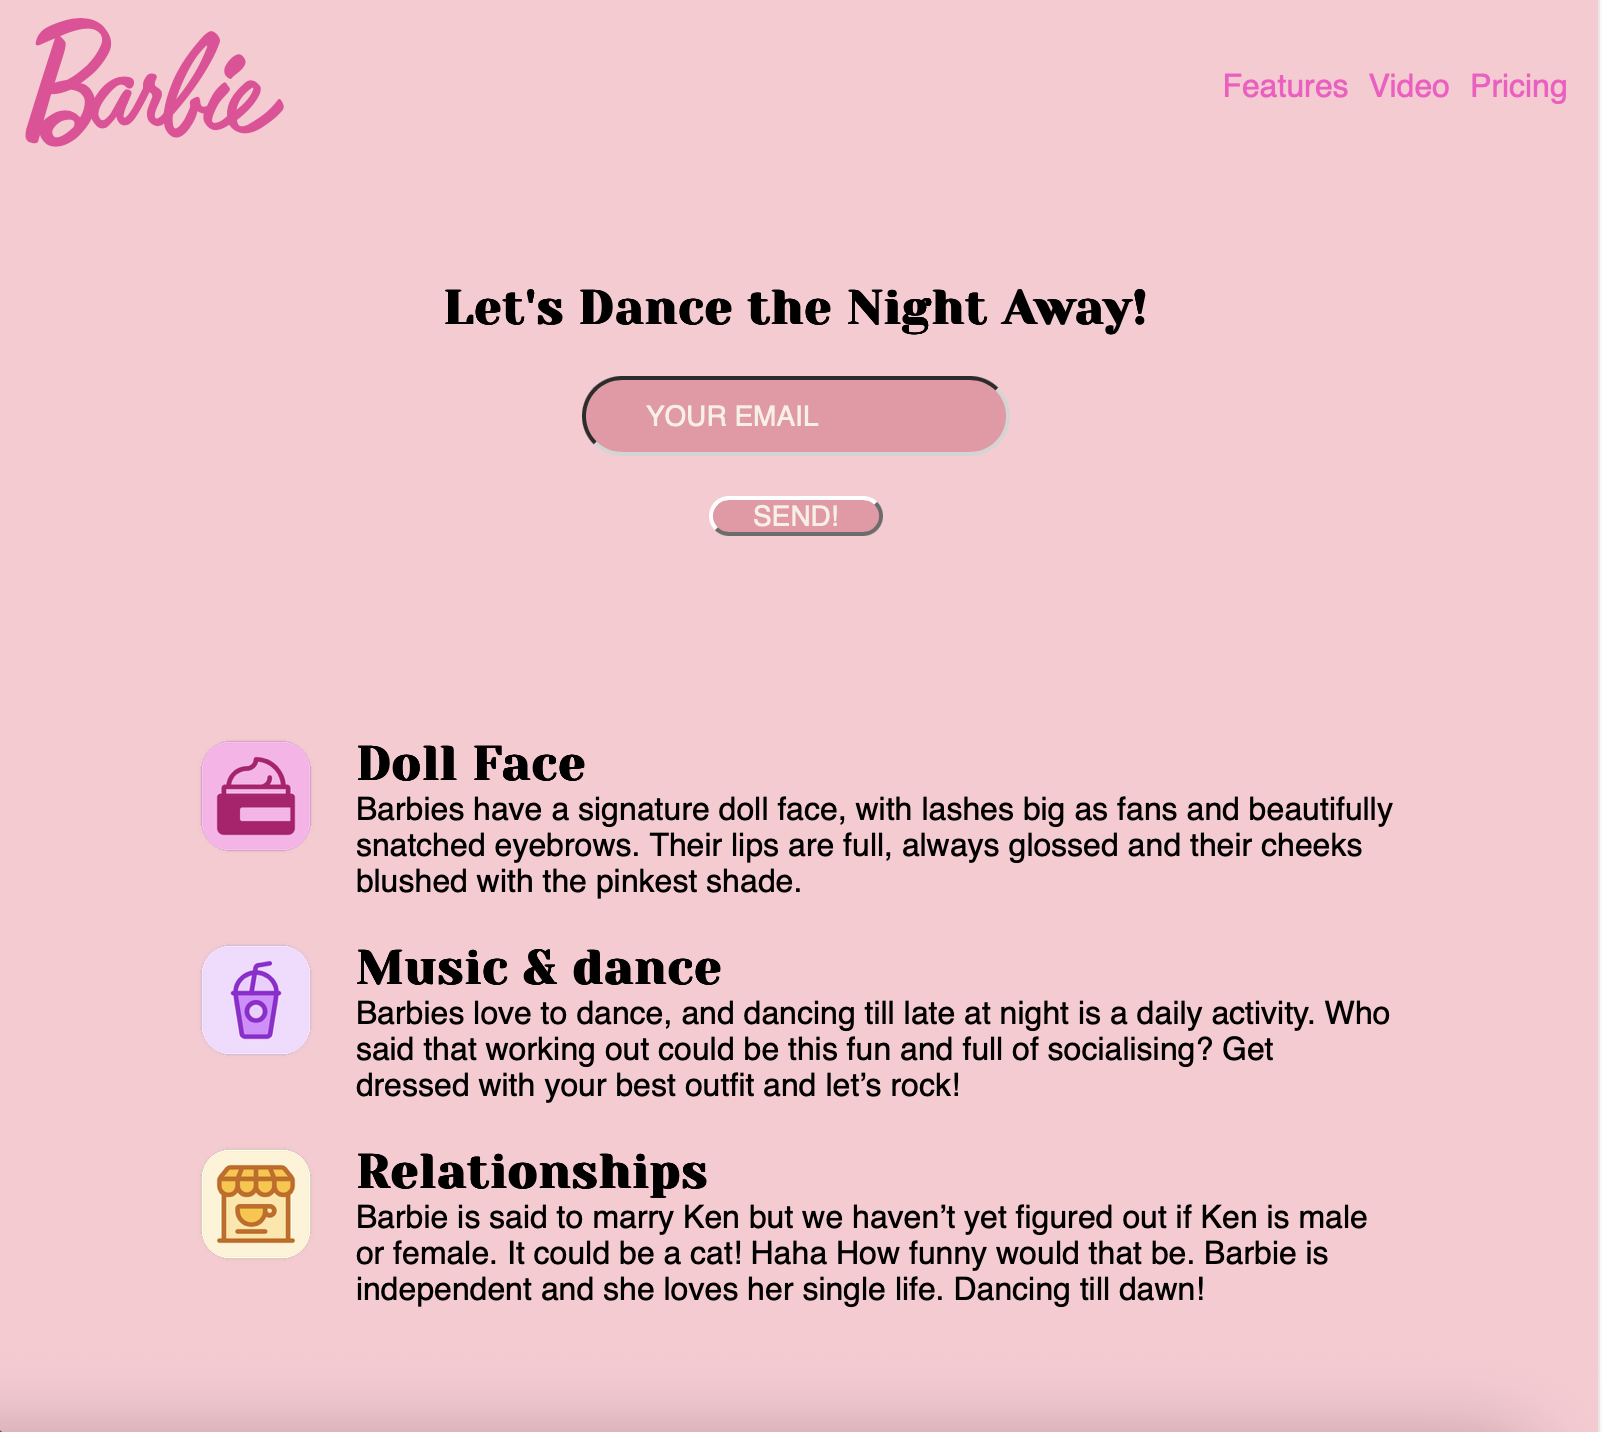 Barbie
Features Video Pricing
Let's Dance the Night Away!
YOUR EMAIL
SEND!
Doll Face
Barbies have a signature doll face, with lashes big as fans and beautifully
snatched eyebrows. Their lips are full, always glossed and their cheeks
blushed with the pinkest shade.
Music & dance
Barbies love to dance, and dancing till late at night is a daily activity. Who
said that working out could be this fun and full of socialising? Get
dressed with your best outfit and let’s rock!
Relationships
Barbie is said to marry Ken but we haven’t yet figured out if Ken is male
or female. It could be a cat! Haha How funny would that be. Barbie is
independent and she loves her single life. Dancing till dawn!